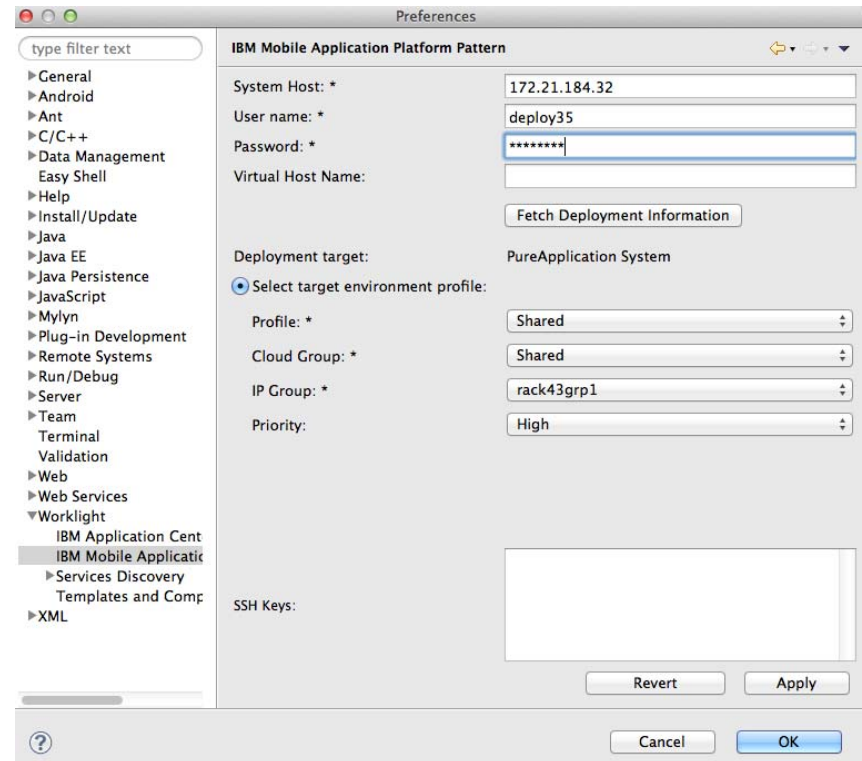 Preferences
type filter text
General
Android
Ant
C/C++
Data Management
Easy Shell
Help
Install/Update
Java
Java EE
Java Persistence
JavaScript
Mylyn
Plug-in Development
Remote Systems
Run/Debug
Server
Team
Terminal
Validation
Web
Web Services
Worklight
IBM Application Cent
IBM Mobile Applicatic
Services Discovery
Templates and Comp
XML
IBM Mobile Application Platform Pattern
System Host: * 172.21.184.32
User name: * deploy35
Password: * ********
Virtual Host Name:
Fetch Deployment Information
Deployment target: PureApplication System
Select target environment profile:
Profile: * Shared
Cloud Group: * Shared
IP Group: * rack43grp1
Priority: High
SSH Keys:
Revert Apply
? Cancel OK